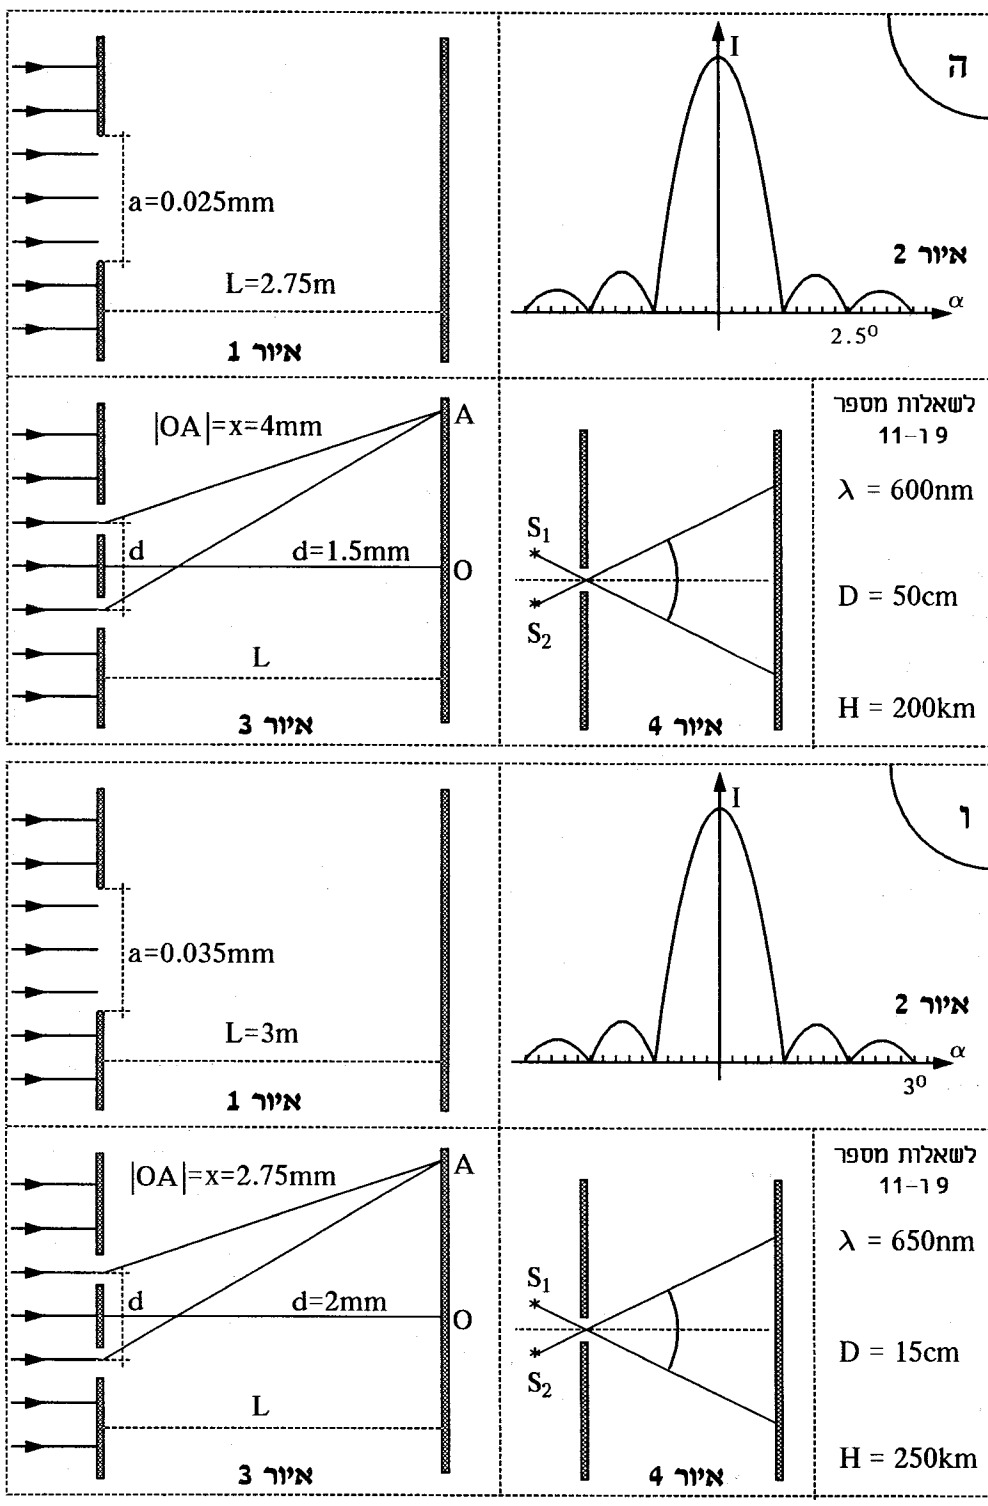 ה
I
a=0.025mm
L=2.75m
איור 1
איור 2
α
2.5⁰
|OA|=x=4mm
A
d
d=1.5mm
O
L
איור 3
S₁
S₂
איור 4
לשאלות מספר
9 ו-11
λ = 600nm
D = 50cm
H = 200km
ו
I
a=0.035mm
L=3m
איור 1
איור 2
α
3⁰
|OA|=x=2.75mm
A
d
d=2mm
O
L
איור 3
S₁
S₂
איור 4
לשאלות מספר
9 ו-11
λ = 650nm
D = 15cm
H = 250km